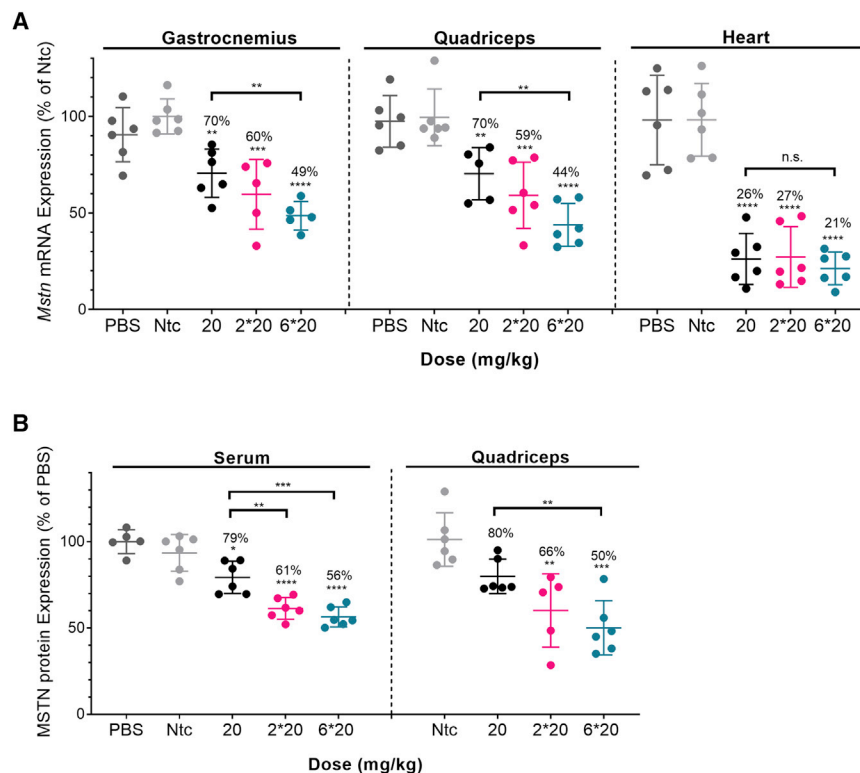 A
Gastrocnemius Quadriceps Heart
Mstn mRNA Expression (% of Ntc)
100
50
0
** ** n.s.
70% 60% 49% 70% 59% 44% 26% 27% 21%
** *** **** ** *** **** **** **** ****
PBS Ntc 20 2*20 6*20 PBS Ntc 20 2*20 6*20 PBS Ntc 20 2*20 6*20
Dose (mg/kg)
B
Serum Quadriceps
MSTN protein Expression (% of PBS)
100
50
0
*** ** **
79% 61% 56% 80% 66% 50%
* **** **** ** ***
PBS Ntc 20 2*20 6*20 Ntc 20 2*20 6*20
Dose (mg/kg)